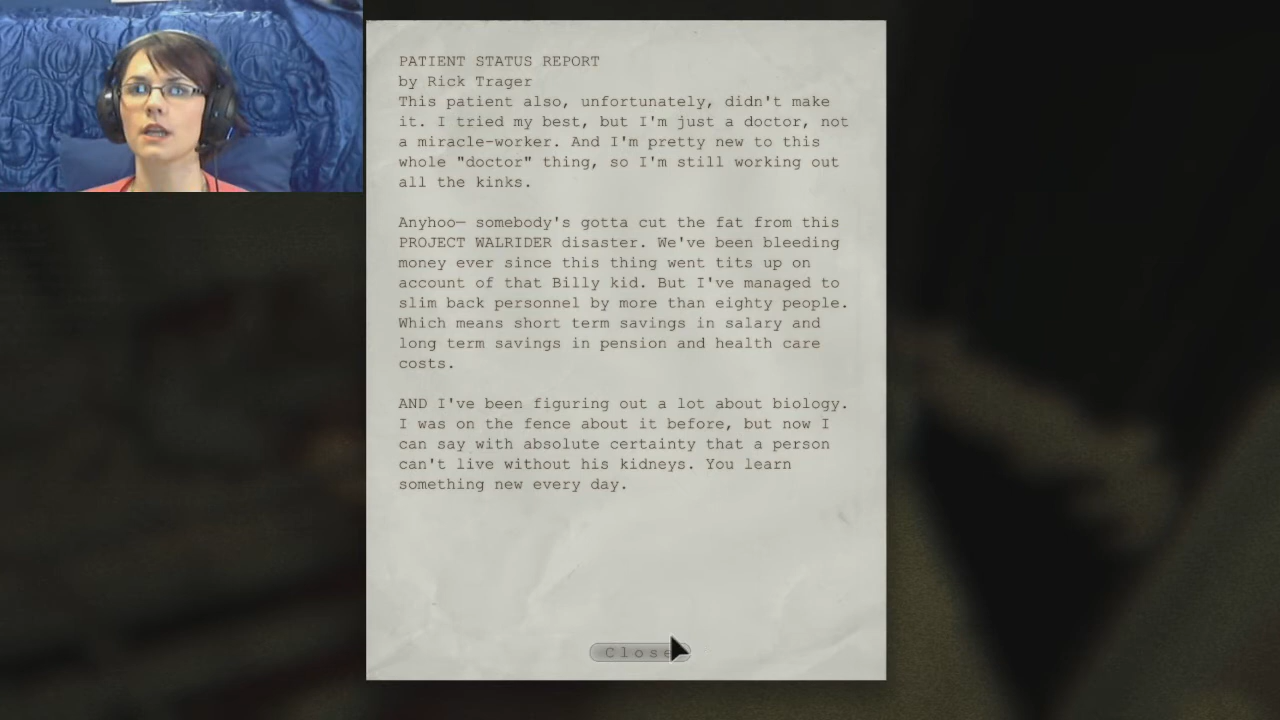 PATIENT STATUS REPORT
by Rick Trager
This patient also, unfortunately, didn't make
it. I tried my best, but I'm just a doctor, not
a miracle-worker. And I'm pretty new to this
whole "doctor" thing, so I'm still working out
all the kinks.
Anyhoo— somebody's gotta cut the fat from this
PROJECT WALRIDER disaster. We've been bleeding
money ever since this thing went tits up on
account of that Billy kid. But I've managed to
slim back personnel by more than eighty people.
Which means short term savings in salary and
long term savings in pension and health care
costs.
AND I've been figuring out a lot about biology.
I was on the fence about it before, but now I
can say with absolute certainty that a person
can't live without his kidneys. You learn
something new every day.
Close